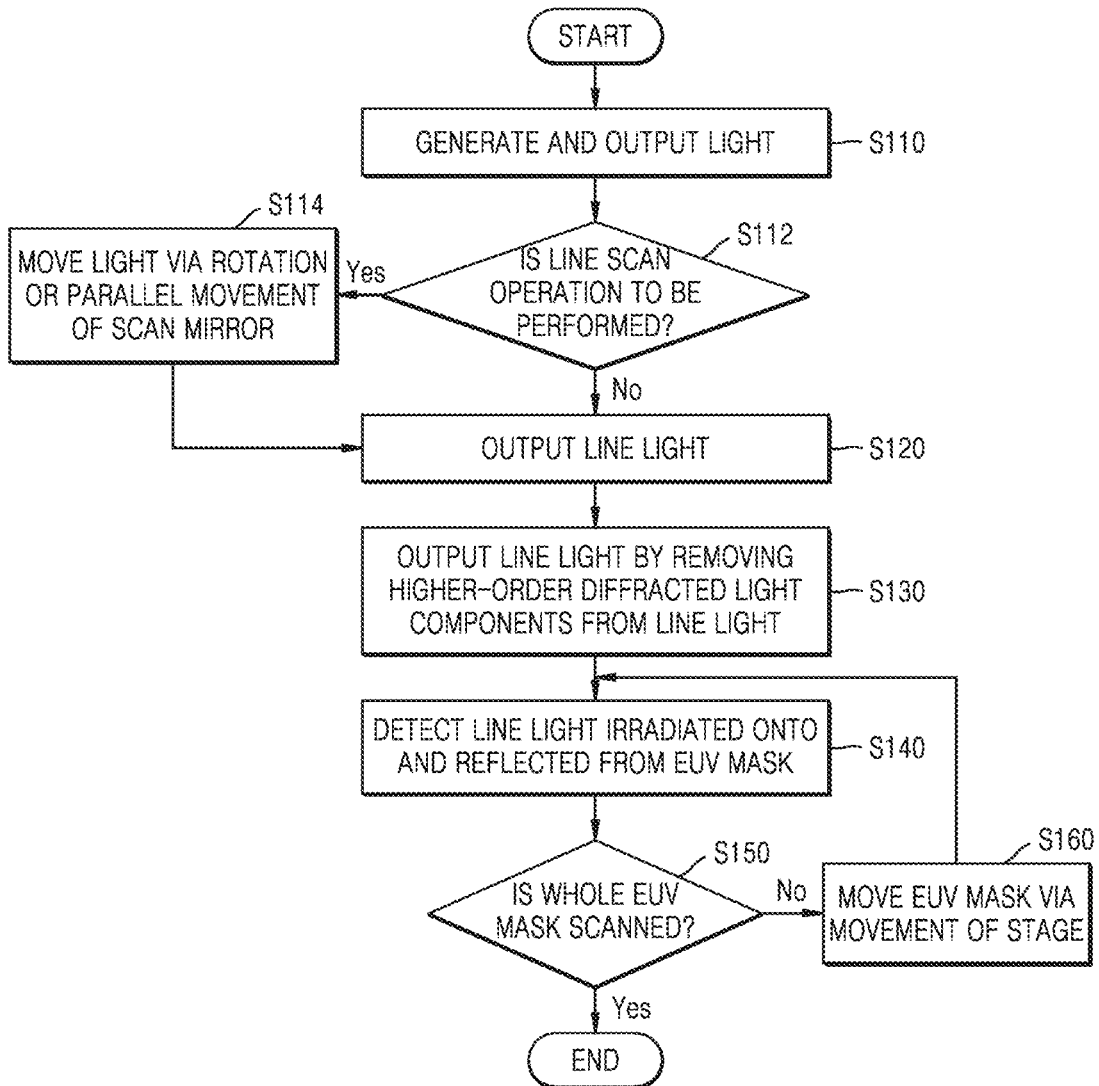 START
GENERATE AND OUTPUT LIGHT
S110
S114
MOVE LIGHT VIA ROTATION
OR PARALLEL MOVEMENT
OF SCAN MIRROR
Yes
S112
IS LINE SCAN
OPERATION TO BE
PERFORMED?
No
OUTPUT LINE LIGHT
S120
OUTPUT LINE LIGHT BY REMOVING
HIGHER-ORDER DIFFRACTED LIGHT
COMPONENTS FROM LINE LIGHT
S130
DETECT LINE LIGHT IRRADIATED ONTO
AND REFLECTED FROM EUV MASK
S140
S150
IS WHOLE EUV
MASK SCANNED?
No
S160
MOVE EUV MASK VIA
MOVEMENT OF STAGE
Yes
END